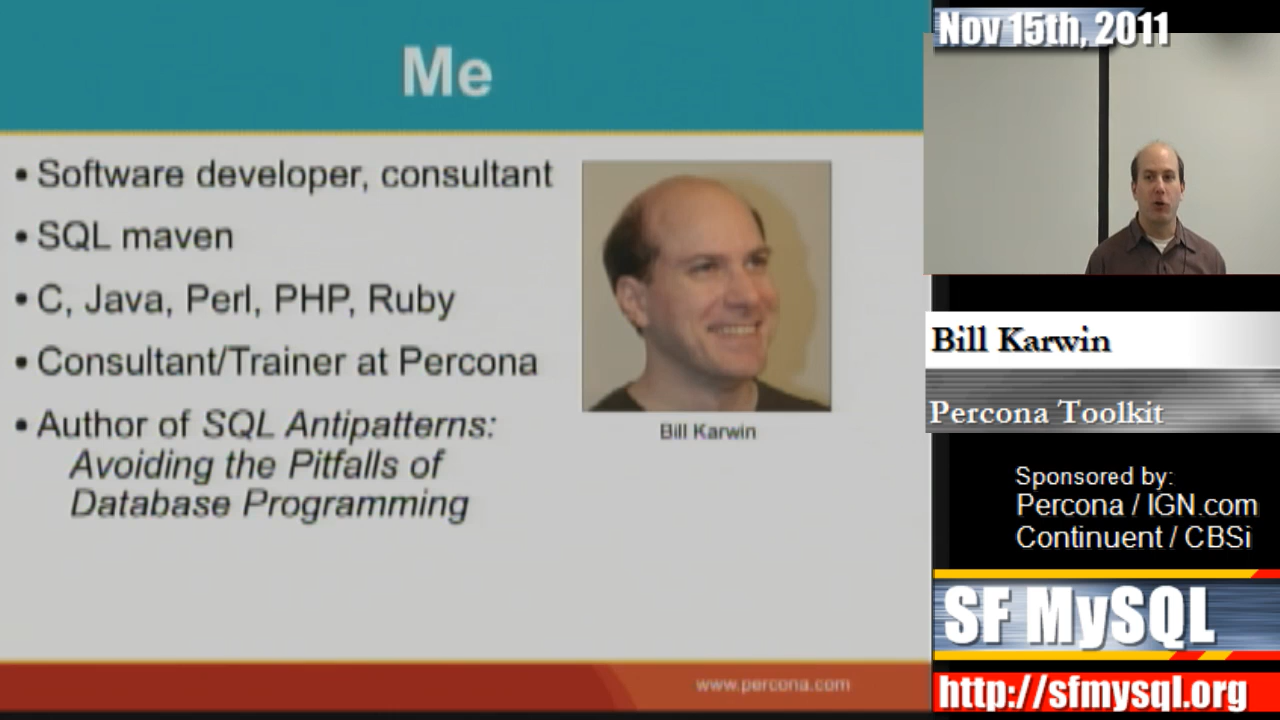 Me
• Software developer, consultant
• SQL maven
• C, Java, Perl, PHP, Ruby
• Consultant/Trainer at Percona
• Author of SQL Antipatterns:
Avoiding the Pitfalls of
Database Programming
Bill Karwin
www.percona.com
Nov 15th, 2011
Bill Karwin
Percona Toolkit
Sponsored by:
Percona / IGN.com
Continuent / CBSi
SF MySQL
http://sfmysql.org